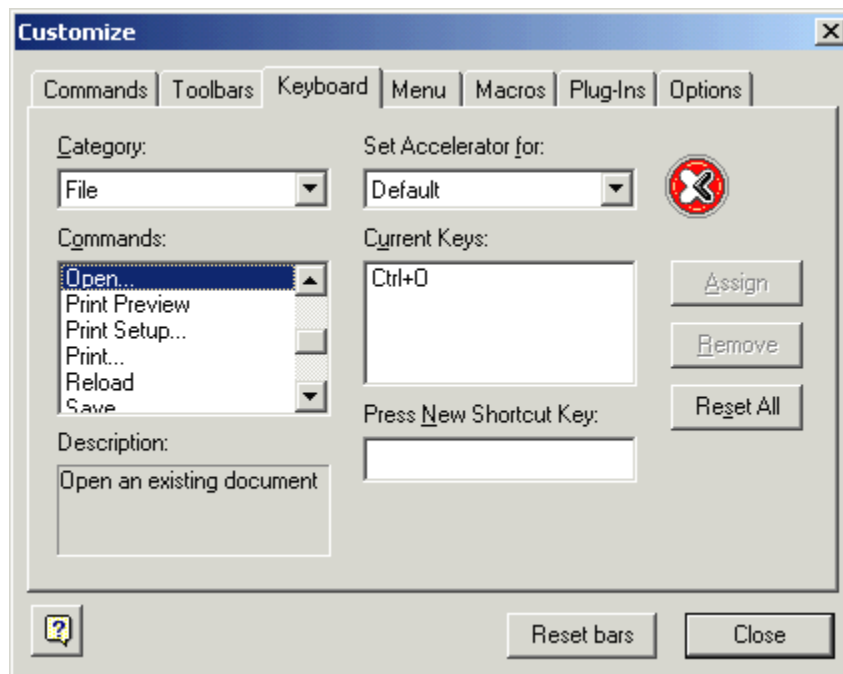 Customize
Commands Toolbars Keyboard Menu Macros Plug-Ins Options
Category:
File
Commands:
Open...
Print Preview
Print Setup...
Print...
Reload
Save
Description:
Open an existing document
Set Accelerator for:
Default
Current Keys:
Ctrl+O
Press New Shortcut Key:
Assign
Remove
Reset All
Reset bars
Close